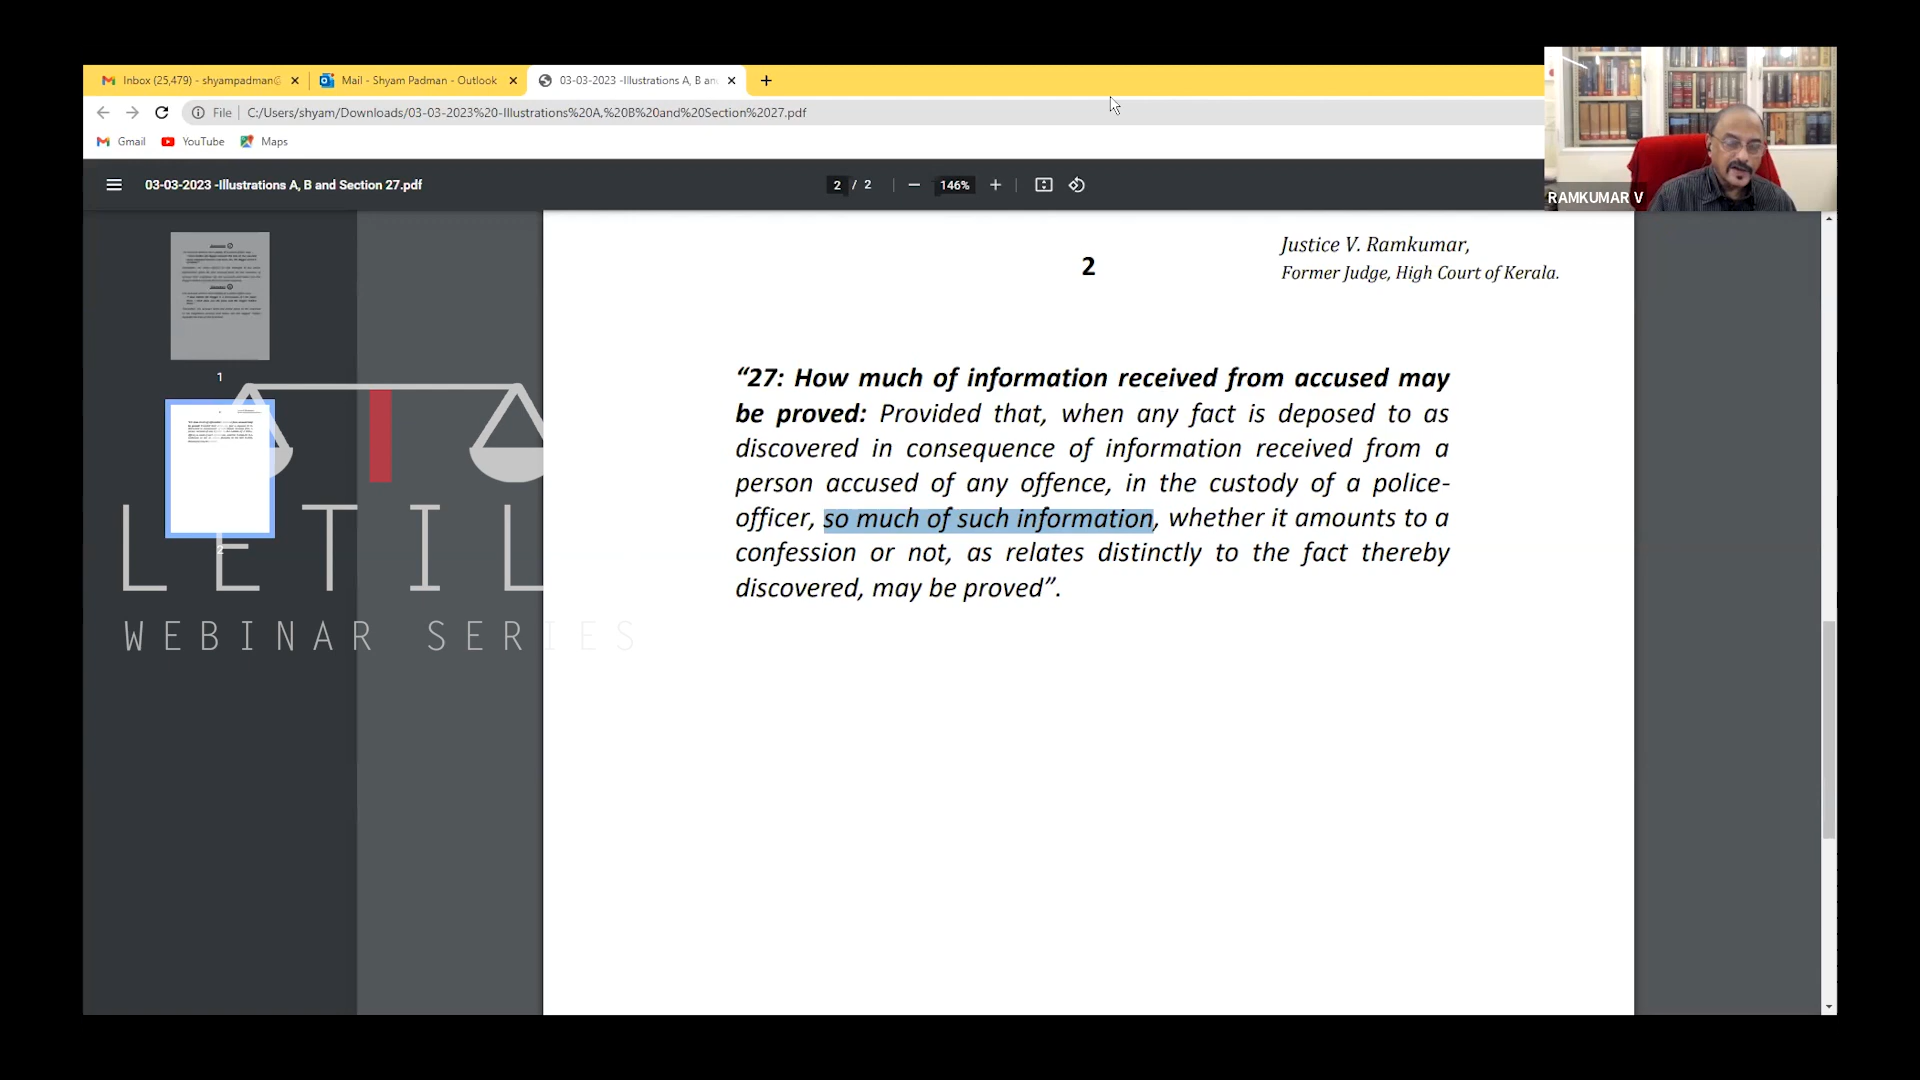 Inbox (25,479) - shyampadman@
Mail - Shyam Padman - Outlook
03-03-2023 -Illustrations A, B an
File
C:/Users/shyam/Downloads/03-03-2023%20-Illustrations%20A,%20B%20and%20Section%2027.pdf
Gmail
YouTube
Maps
03-03-2023 -Illustrations A, B and Section 27.pdf
2 / 2
146%
RAMKUMAR V
Justice V. Ramkumar,
2
Former Judge, High Court of Kerala.
“27: How much of information received from accused may
be proved: Provided that, when any fact is deposed to as
discovered in consequence of information received from a
person accused of any offence, in the custody of a police-
officer, so much of such information, whether it amounts to a
confession or not, as relates distinctly to the fact thereby
discovered, may be proved”.
1
2
LETIL
WEBINAR SERIES